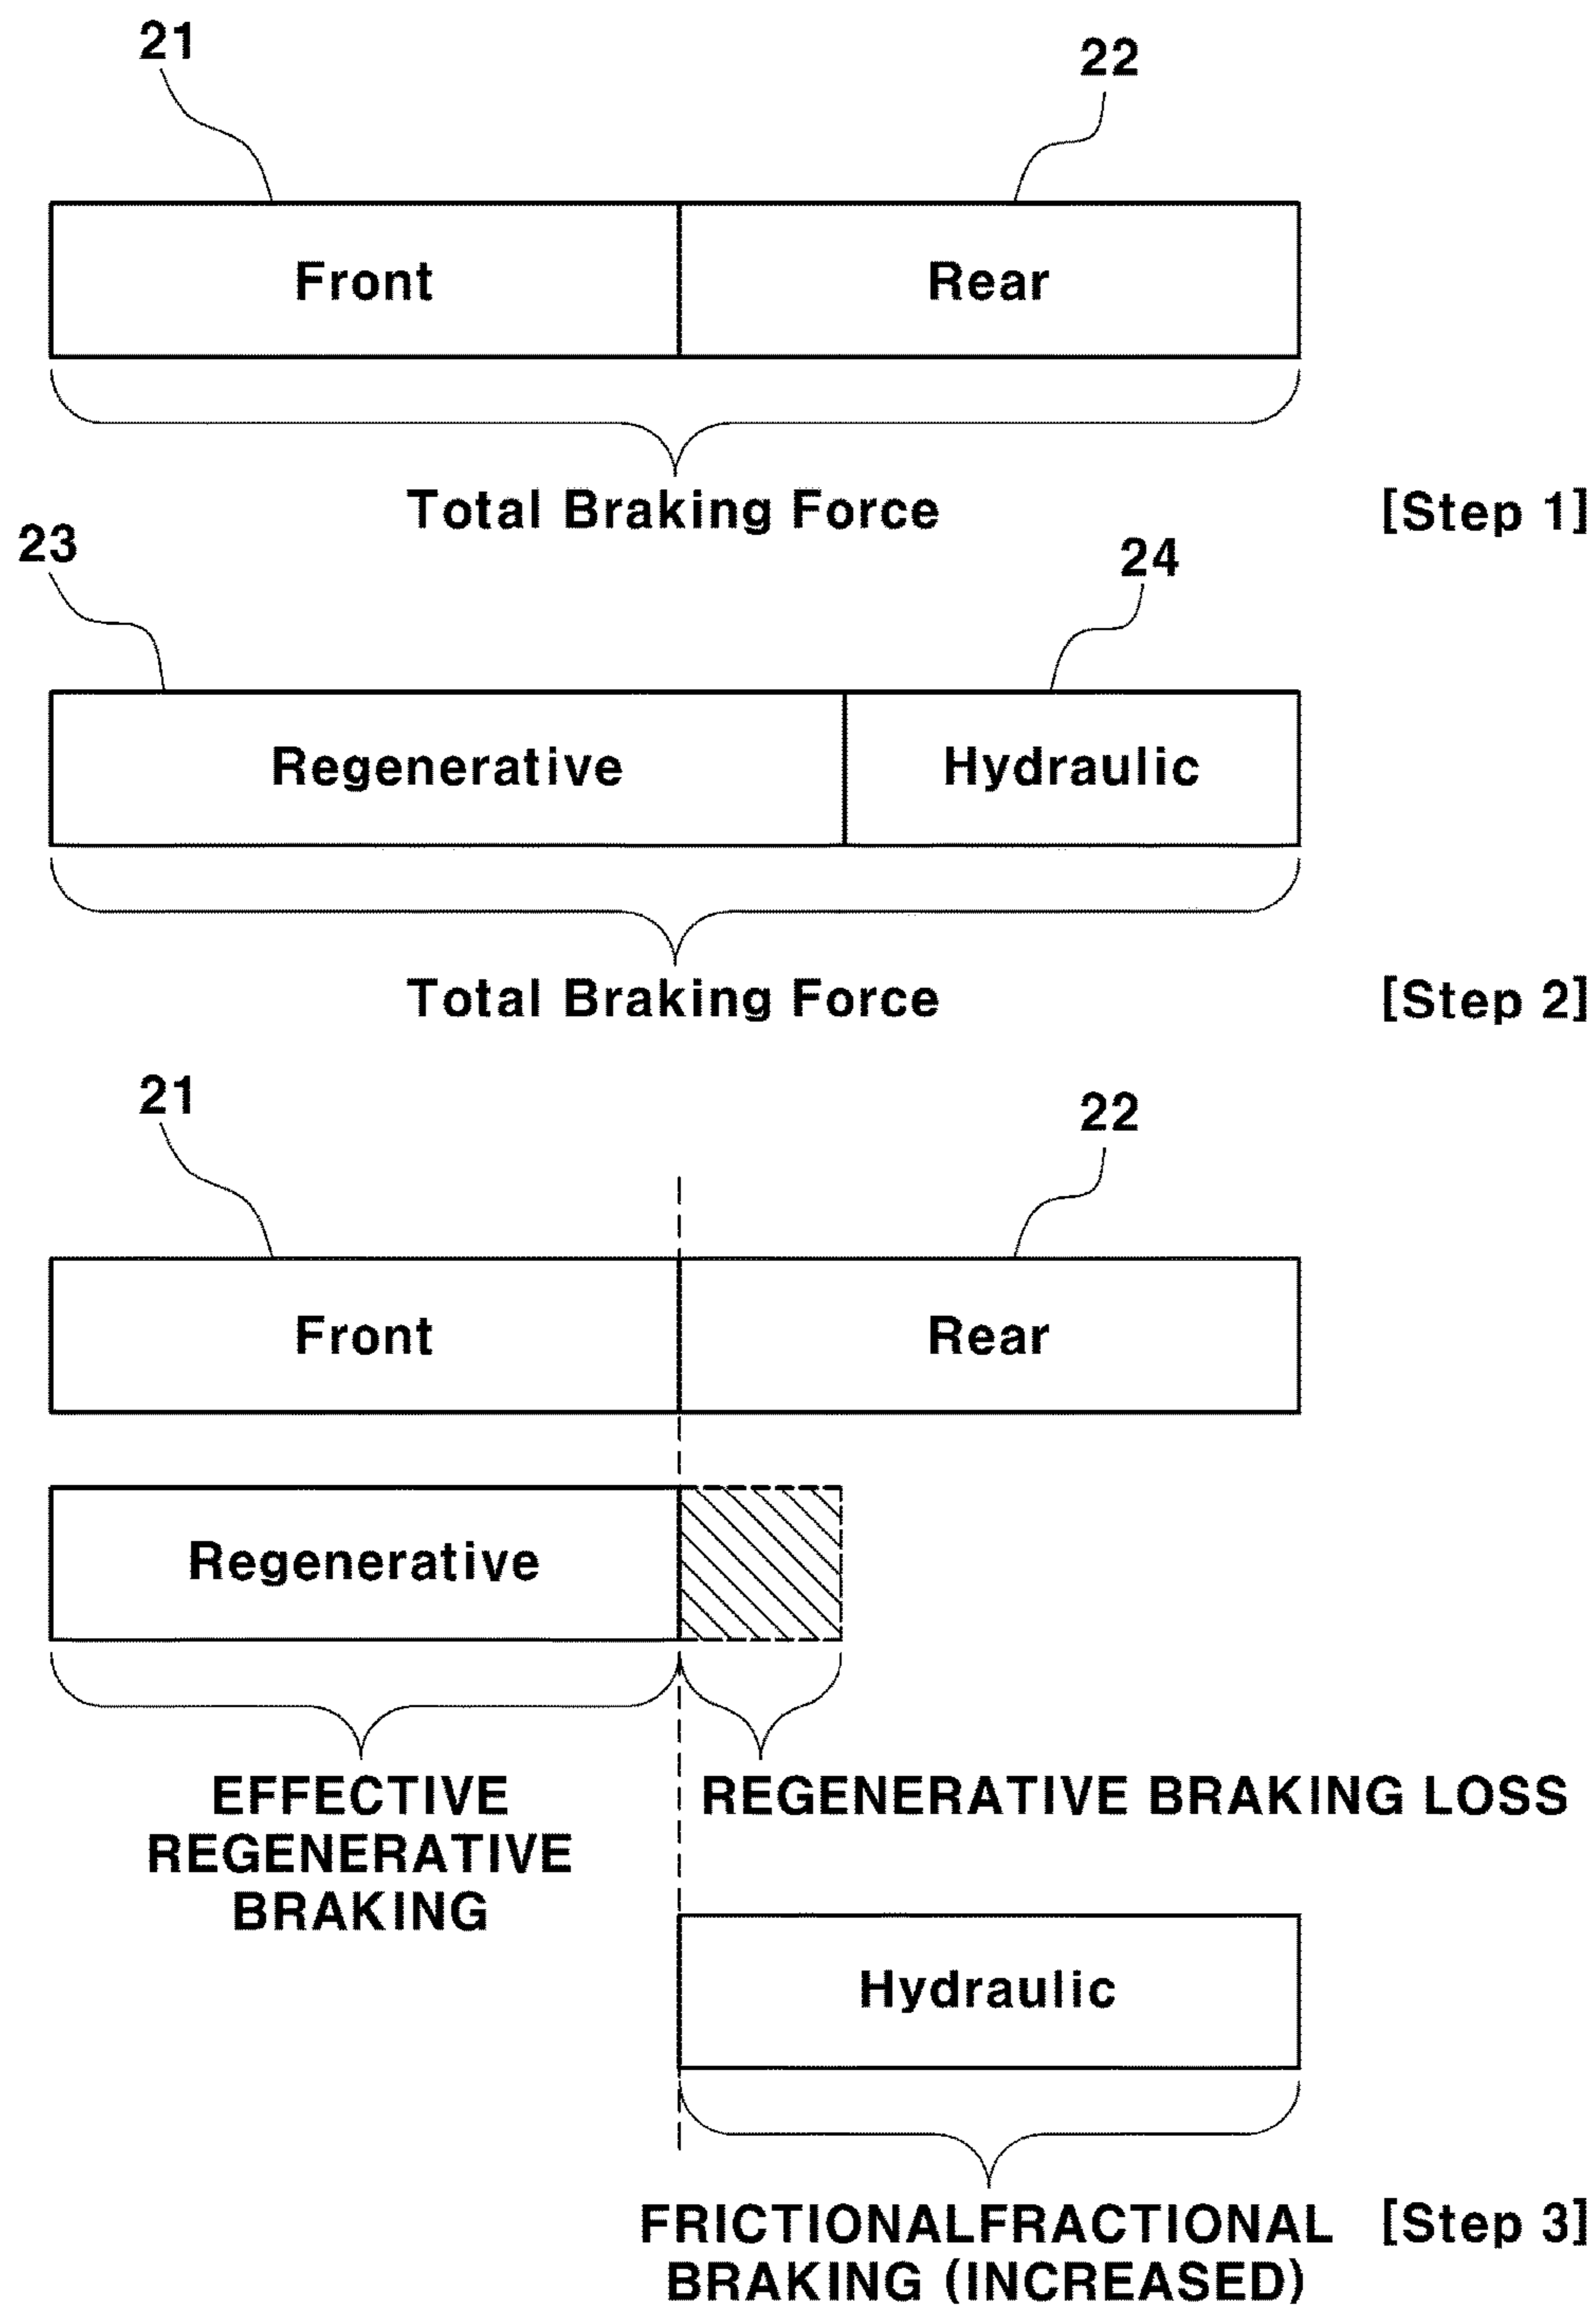 21
22
Front
Rear
Total Braking Force
[Step 1]
23
24
Regenerative
Hydraulic
Total Braking Force
[Step 2]
21
22
Front
Rear
Regenerative
EFFECTIVE
REGENERATIVE
BRAKING
REGENERATIVE BRAKING LOSS
Hydraulic
FRICTIONALFRACTIONAL
BRAKING (INCREASED)
[Step 3]